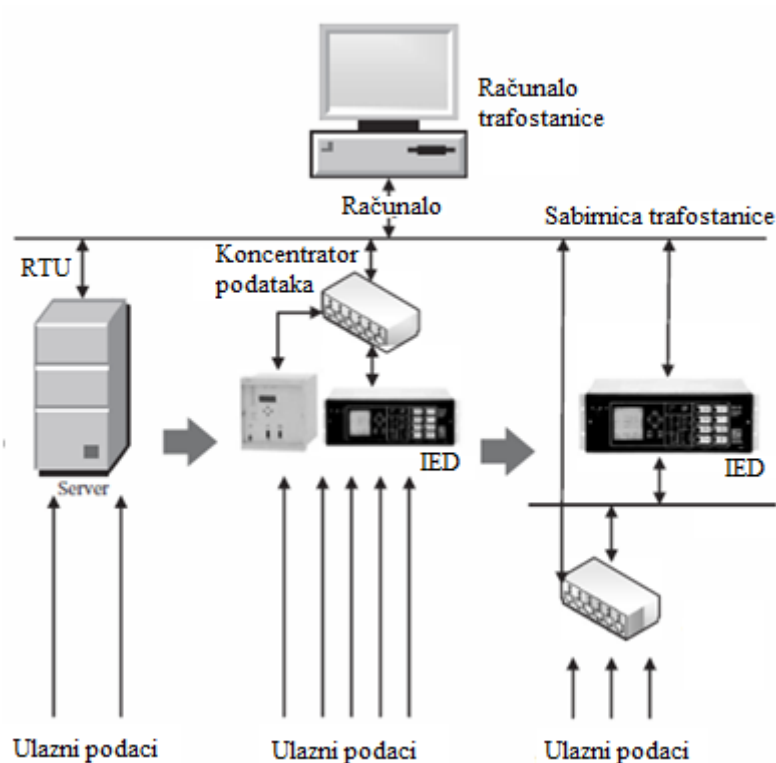 Računalo
trafostanice
Računalo
Sabirnica trafostanice
RTU
Koncentrator
podataka
IED
IED
Server
Ulazni podaci
Ulazni podaci
Ulazni podaci